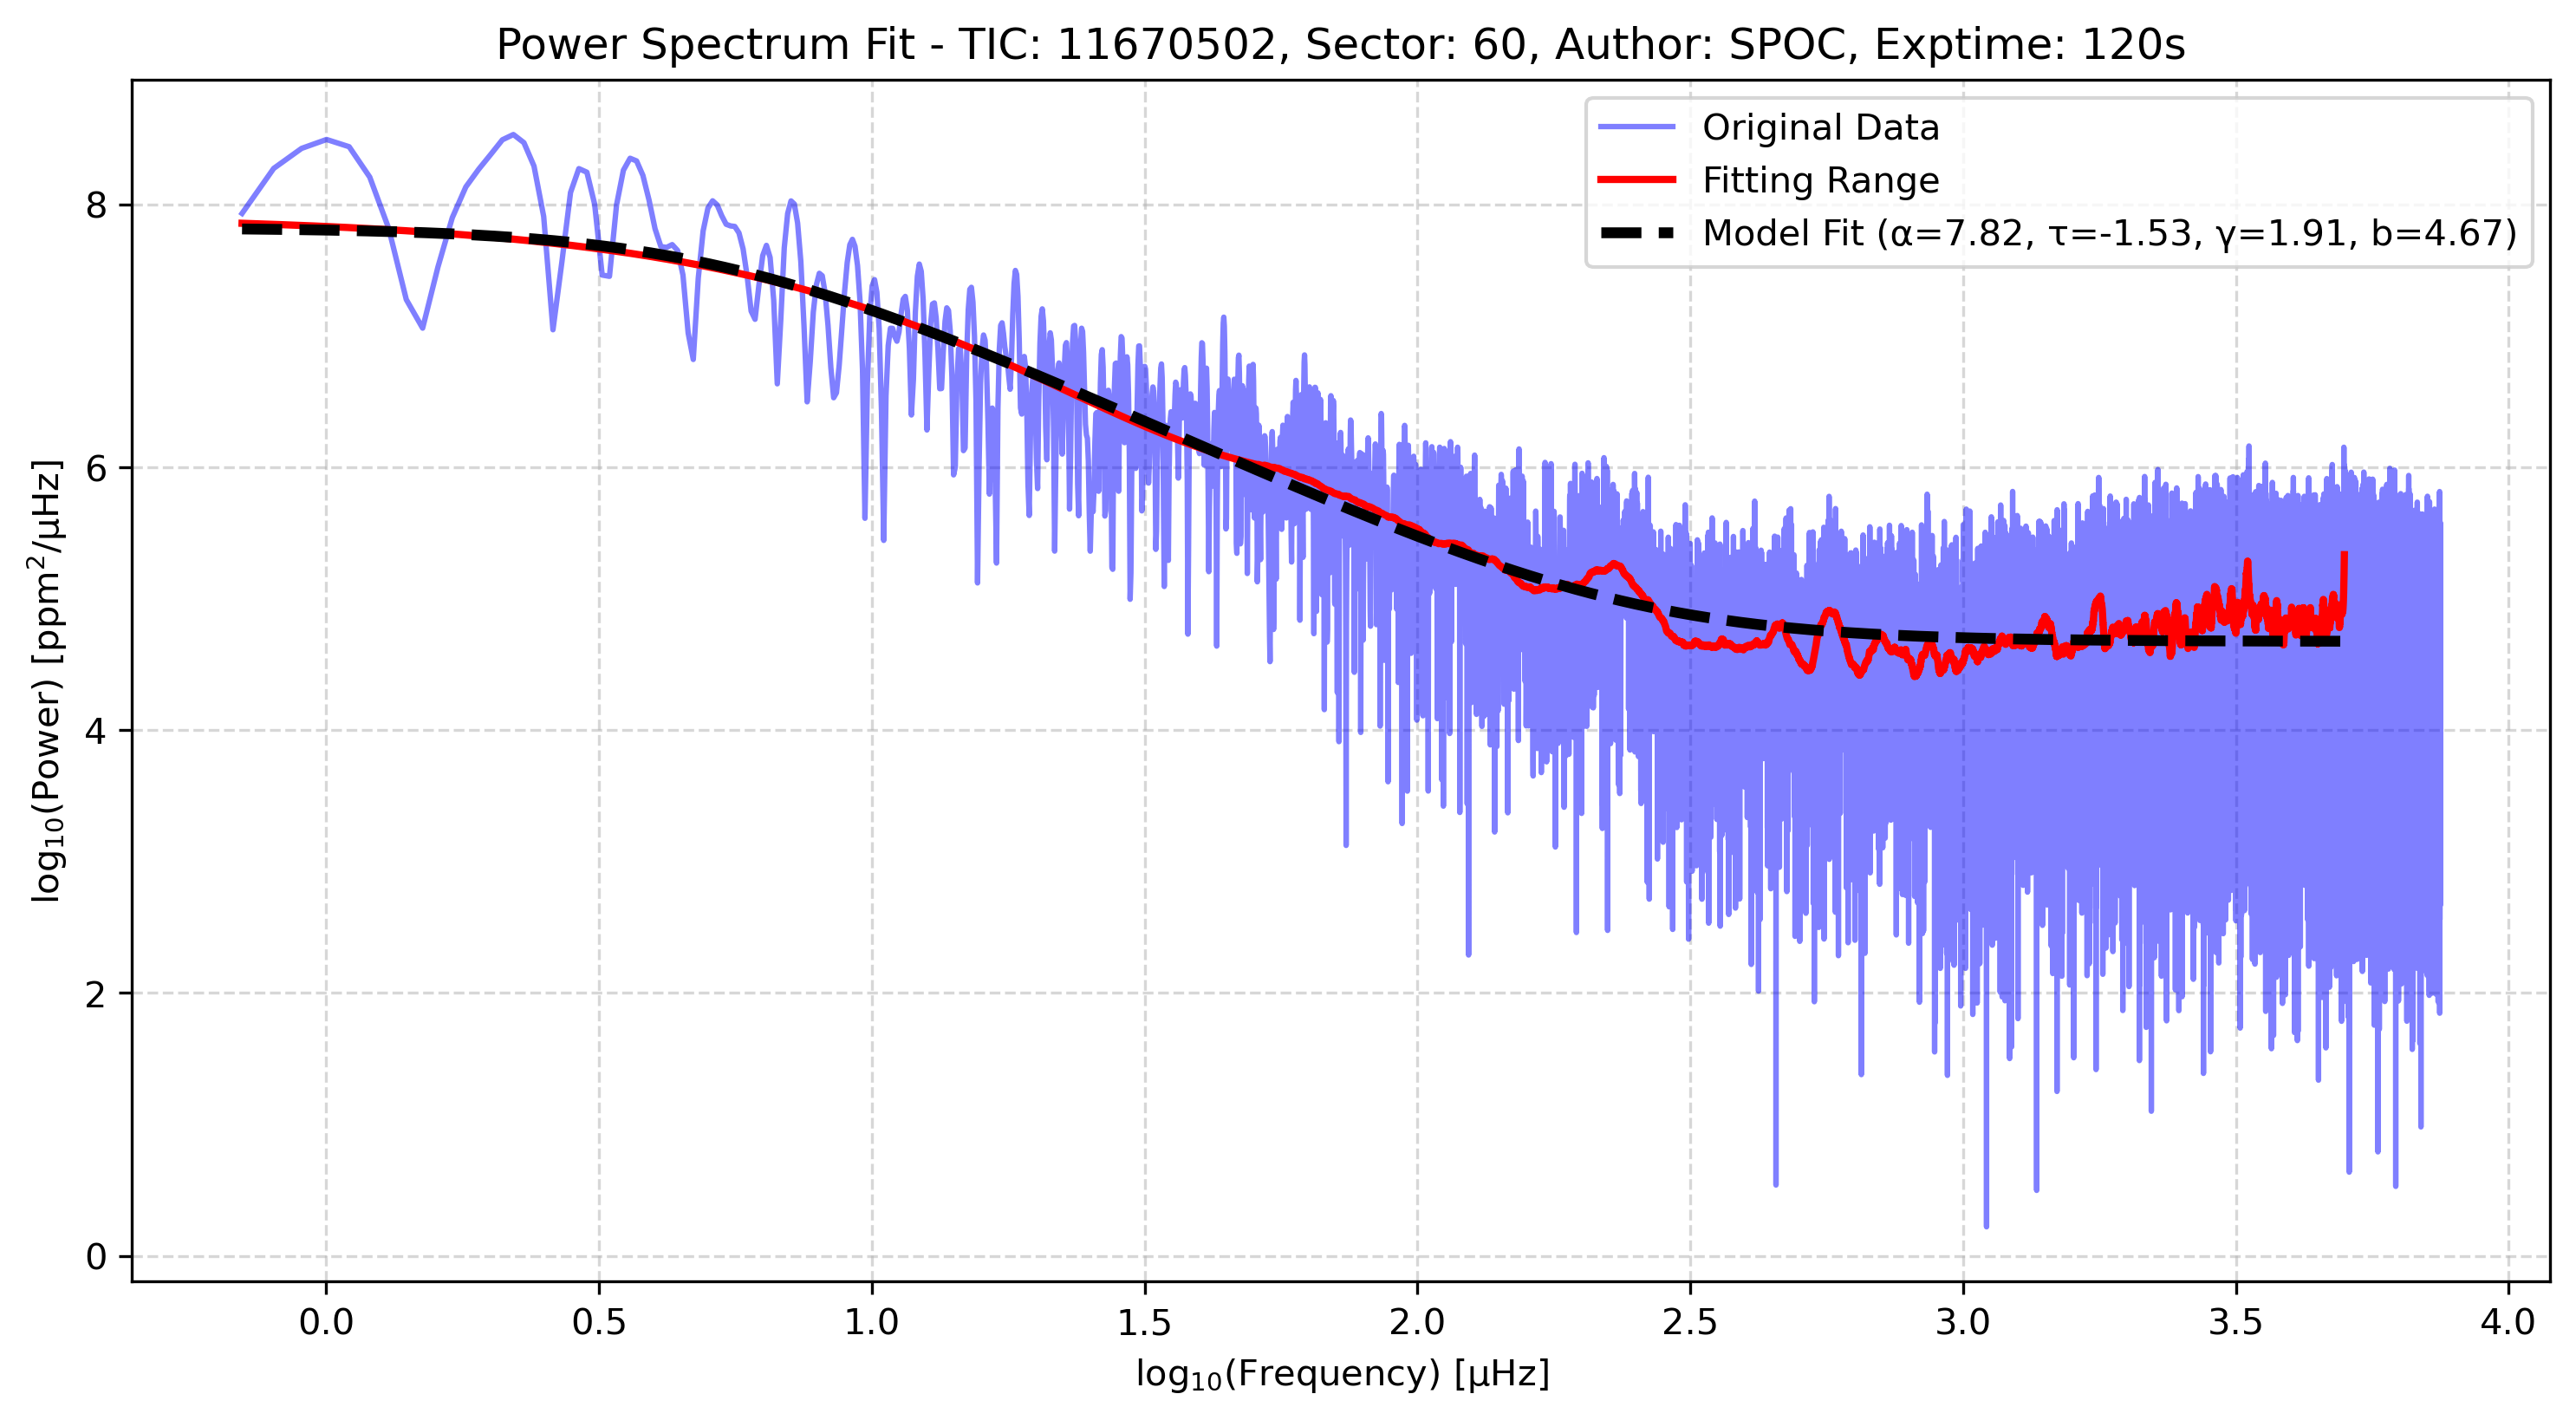 Power Spectrum Fit - TIC: 11670502, Sector: 60, Author: SPOC, Exptime: 120s
Original Data
Fitting Range
Model Fit (α=7.82, τ=-1.53, γ=1.91, b=4.67)
log₁₀(Power) [ppm²/μHz]
8
6
4
2
0
0.0 0.5 1.0 1.5 2.0 2.5 3.0 3.5 4.0
log₁₀(Frequency) [μHz]